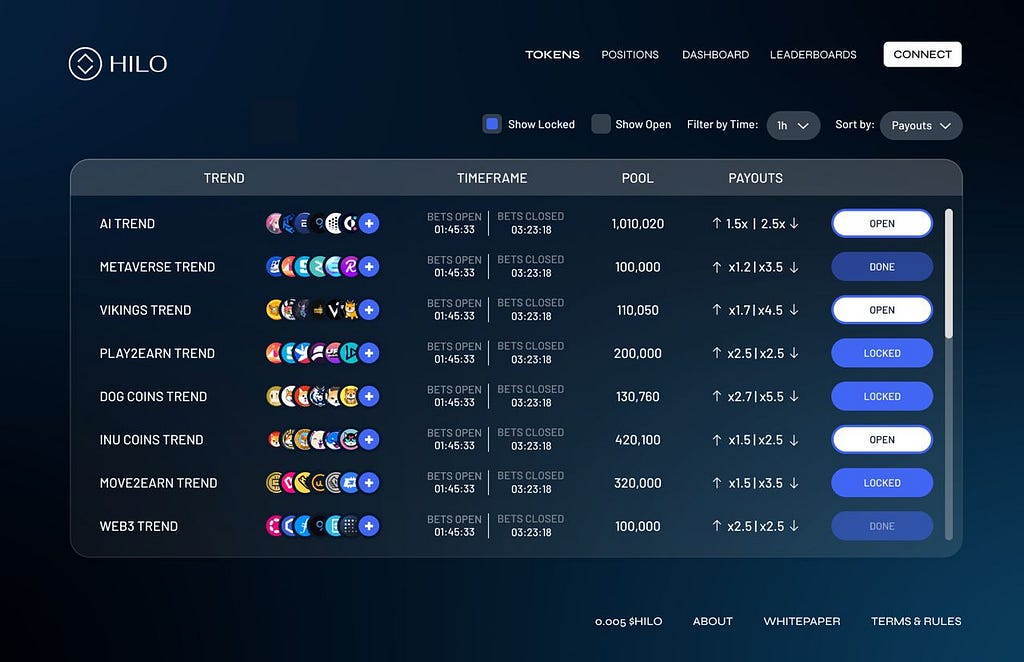 HILO
TOKENS POSITIONS DASHBOARD LEADERBOARDS CONNECT
Show Locked Show Open Filter by Time: 1h Sort by: Payouts
TREND TIMEFRAME POOL PAYOUTS
AI TREND BETS OPEN 01:45:33 BETS CLOSED 03:23:18 1,010,020 ↑ 1.5x | 2.5x ↓ OPEN
METAVERSE TREND BETS OPEN 01:45:33 BETS CLOSED 03:23:18 100,000 ↑ x1.2|x3.5 ↓ DONE
VIKINGS TREND BETS OPEN 01:45:33 BETS CLOSED 03:23:18 110,050 ↑ x1.7|x4.5 ↓ OPEN
PLAY2EARN TREND BETS OPEN 01:45:33 BETS CLOSED 03:23:18 200,000 ↑ x2.5|x2.5 ↓ LOCKED
DOG COINS TREND BETS OPEN 01:45:33 BETS CLOSED 03:23:18 130,760 ↑ x2.7|x5.5 ↓ LOCKED
INU COINS TREND BETS OPEN 01:45:33 BETS CLOSED 03:23:18 420,100 ↑ x1.5|x2.5 ↓ OPEN
MOVE2EARN TREND BETS OPEN 01:45:33 BETS CLOSED 03:23:18 320,000 ↑ x1.5|x3.5 ↓ LOCKED
WEB3 TREND BETS OPEN 01:45:33 BETS CLOSED 03:23:18 100,000 ↑ x2.5|x2.5 ↓ DONE
0.005 $HILO ABOUT WHITEPAPER TERMS & RULES